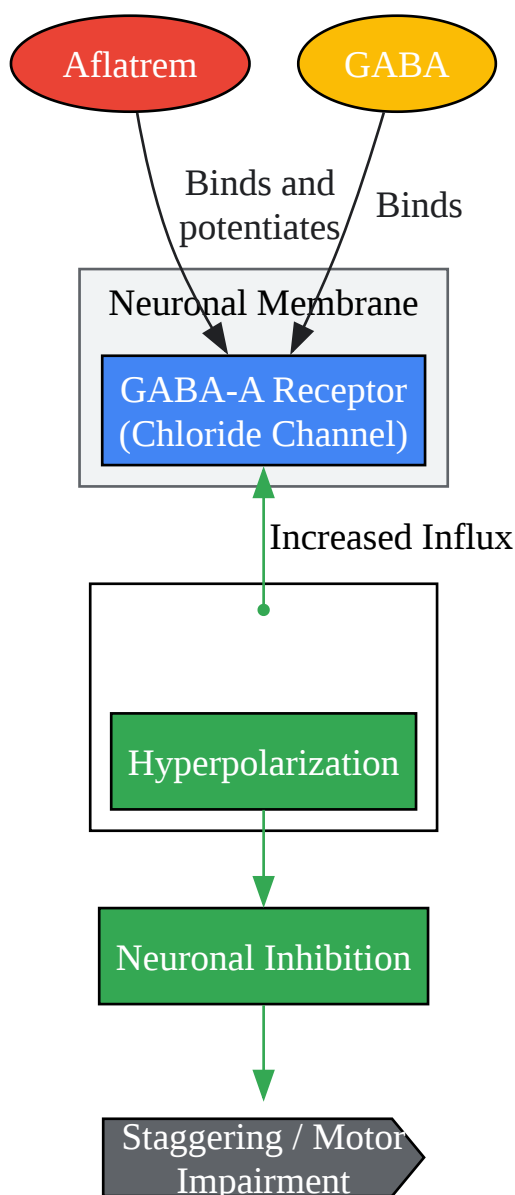 Aflatrem
GABA
Binds and
potentiates
Binds
Neuronal Membrane
GABA-A Receptor
(Chloride Channel)
Increased Influx
Hyperpolarization
Neuronal Inhibition
Staggering / Motor
Impairment